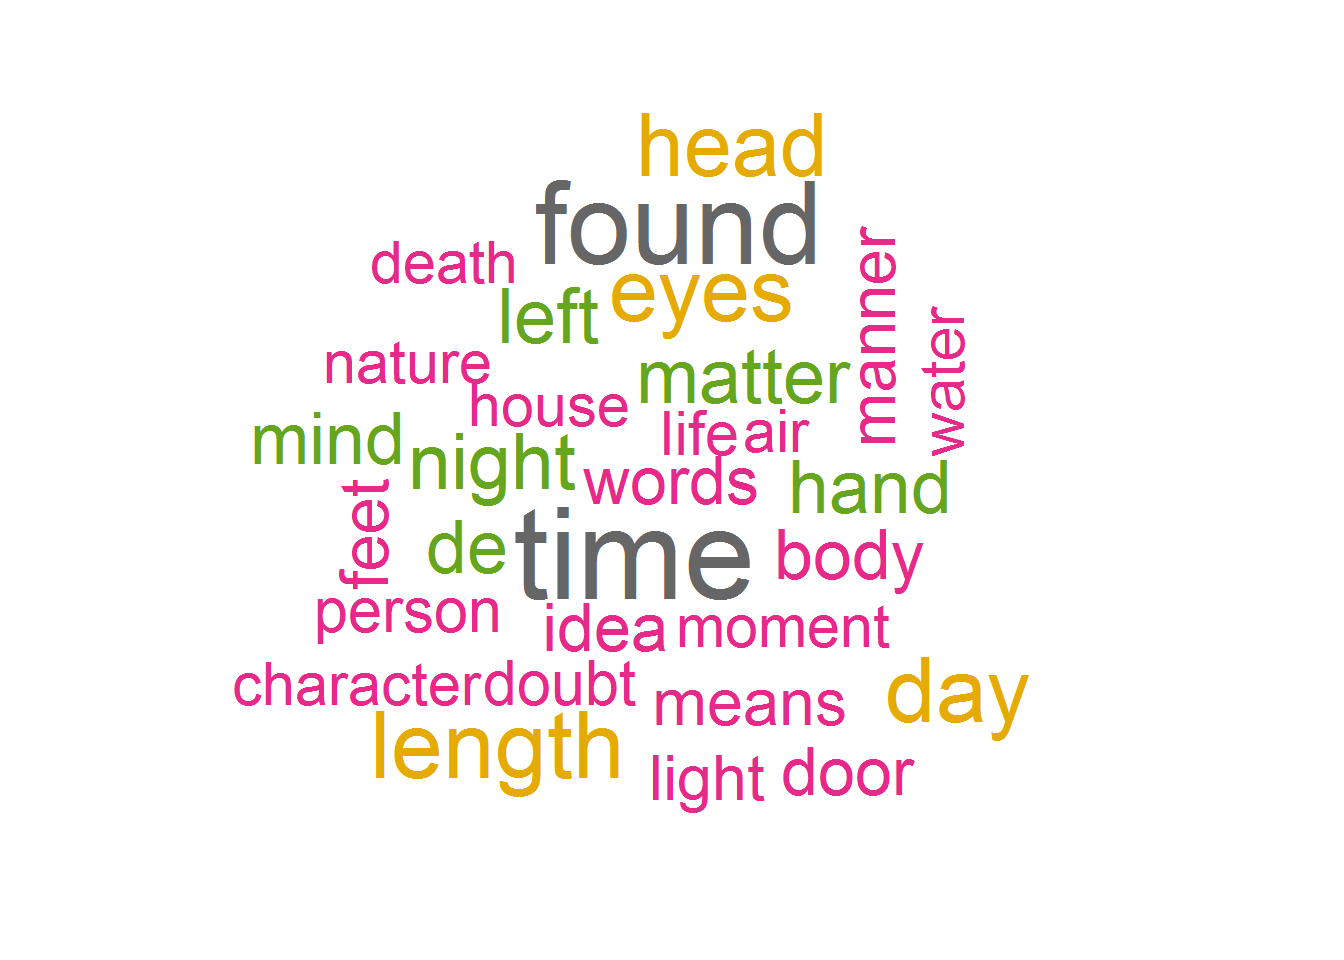 head
found
death
eyes
left
manner
water
nature
matter
house
life
air
mind
night
words
hand
feet
de
time
body
person
idea
moment
character
doubt
means
day
length
light
door